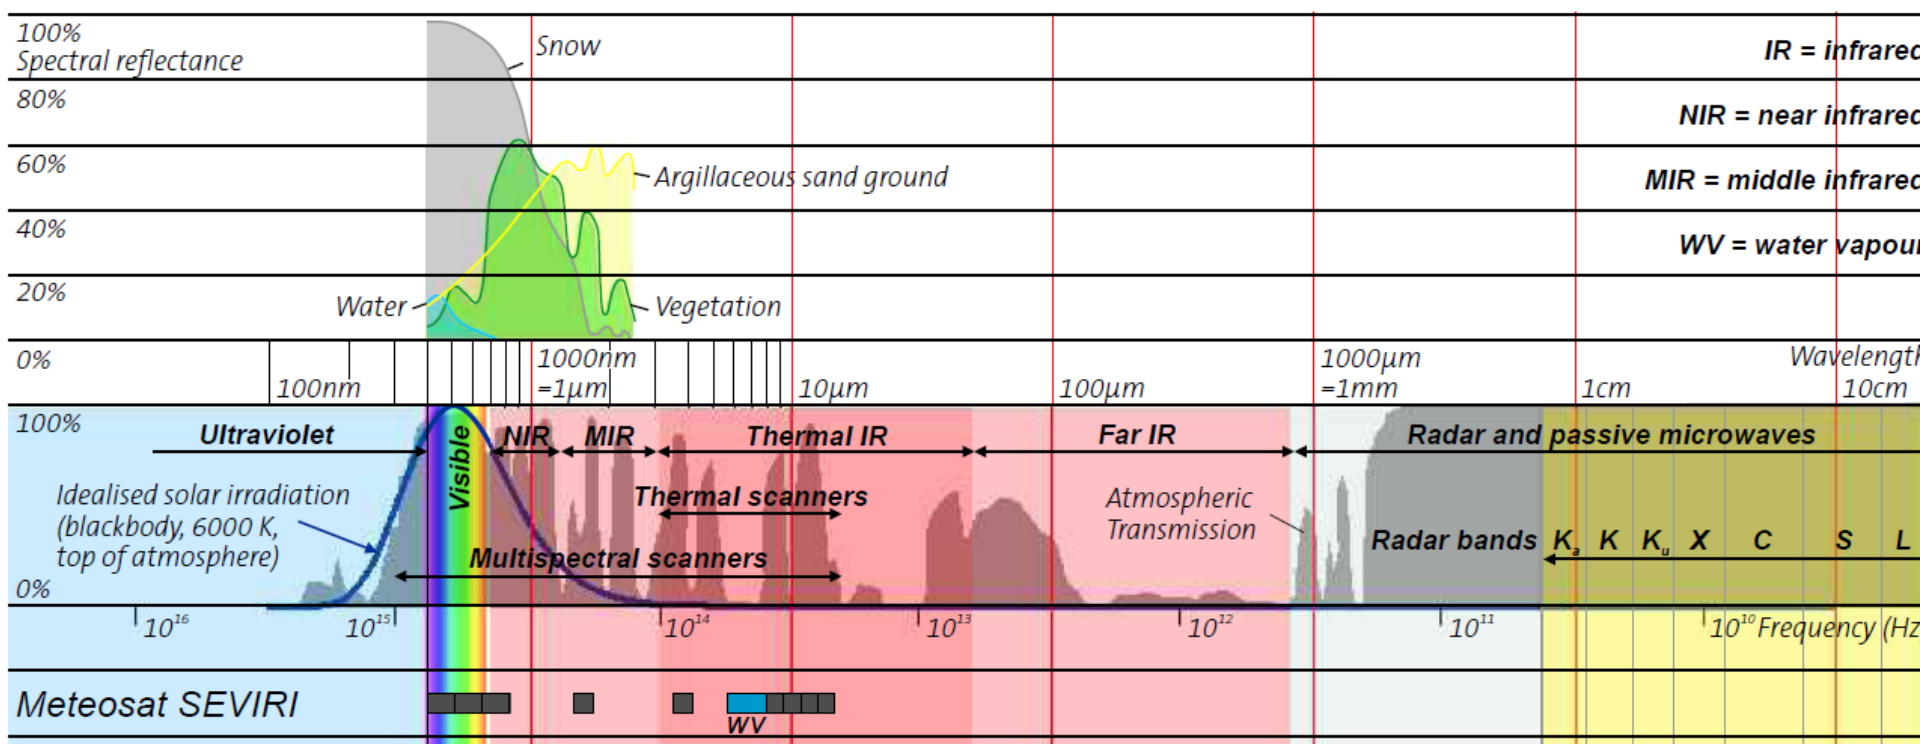 100%
Spectral reflectance
Snow
IR = infrared
80%
NIR = near infrared
60%
Argillaceous sand ground
MIR = middle infrared
40%
WV = water vapour
20%
Water
Vegetation
0%
100nm
1000nm
=1µm
10µm
100µm
1000µm
=1mm
1cm
Wavelength
10cm
100%
Ultraviolet
Visible
NIR
MIR
Thermal IR
Far IR
Radar and passive microwaves
Idealised solar irradiation
(blackbody, 6000 K,
top of atmosphere)
Thermal scanners
Multispectral scanners
Atmospheric
Transmission
Radar bands
Ka K Ku X C S L
0%
10¹⁶ 10¹⁵ 10¹⁴ 10¹³ 10¹² 10¹¹ 10¹⁰ Frequency (Hz
Meteosat SEVIRI
WV